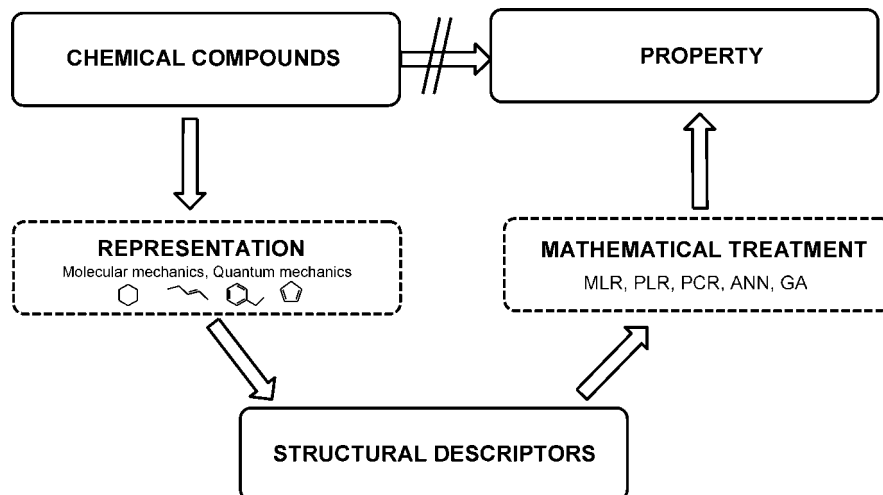 CHEMICAL COMPOUNDS
PROPERTY
REPRESENTATION
Molecular mechanics, Quantum mechanics
MATHEMATICAL TREATMENT
MLR, PLR, PCR, ANN, GA
STRUCTURAL DESCRIPTORS